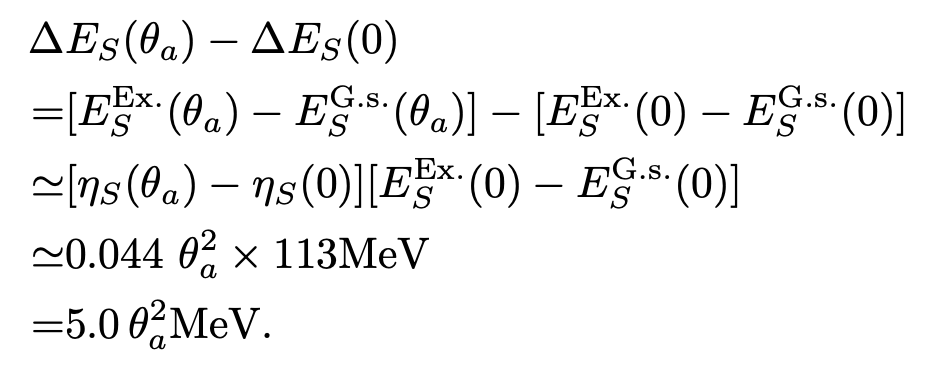 ΔE_S(θ_a) − ΔE_S(0)
=[E_S^{Ex.}(θ_a) − E_S^{G.s.}(θ_a)] − [E_S^{Ex.}(0) − E_S^{G.s.}(0)]
≃[η_S(θ_a) − η_S(0)][E_S^{Ex.}(0) − E_S^{G.s.}(0)]
≃0.044 θ_a^2 × 113MeV
=5.0 θ_a^2MeV.